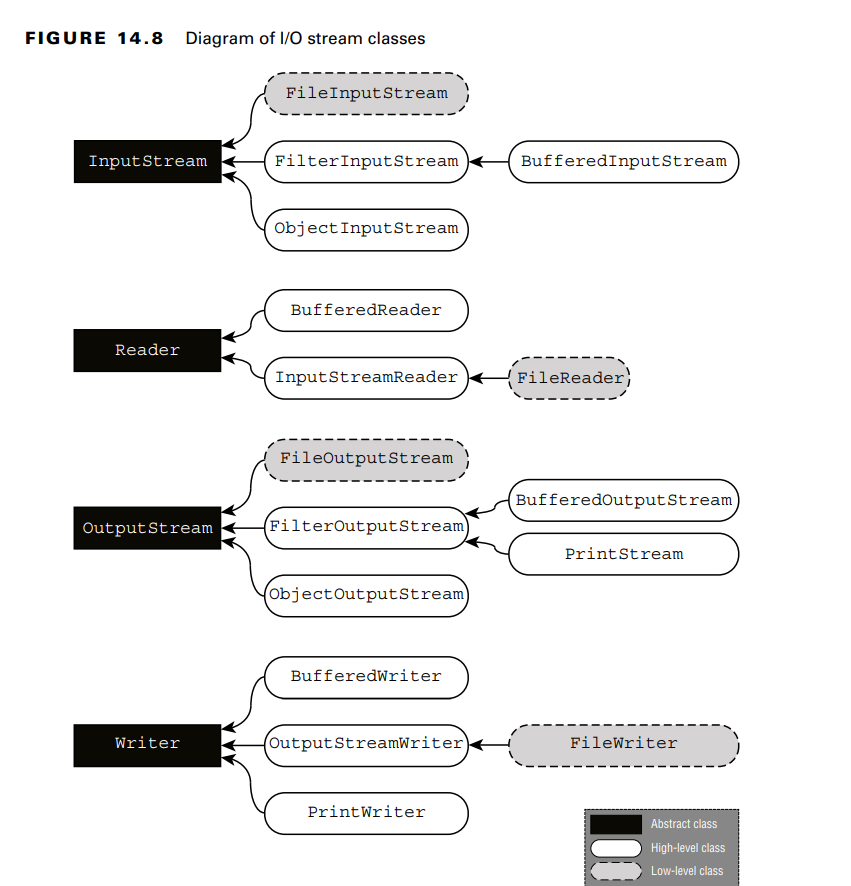 FIGURE 14.8 Diagram of I/O stream classes
FileInputStream
InputStream
FilterInputStream
BufferedInputStream
ObjectInputStream
BufferedReader
Reader
InputStreamReader
FileReader
FileOutputStream
BufferedOutputStream
OutputStream
FilterOutputStream
PrintStream
ObjectOutputStream
BufferedWriter
Writer
OutputStreamWriter
FileWriter
PrintWriter
Abstract class
High-level class
Low-level class